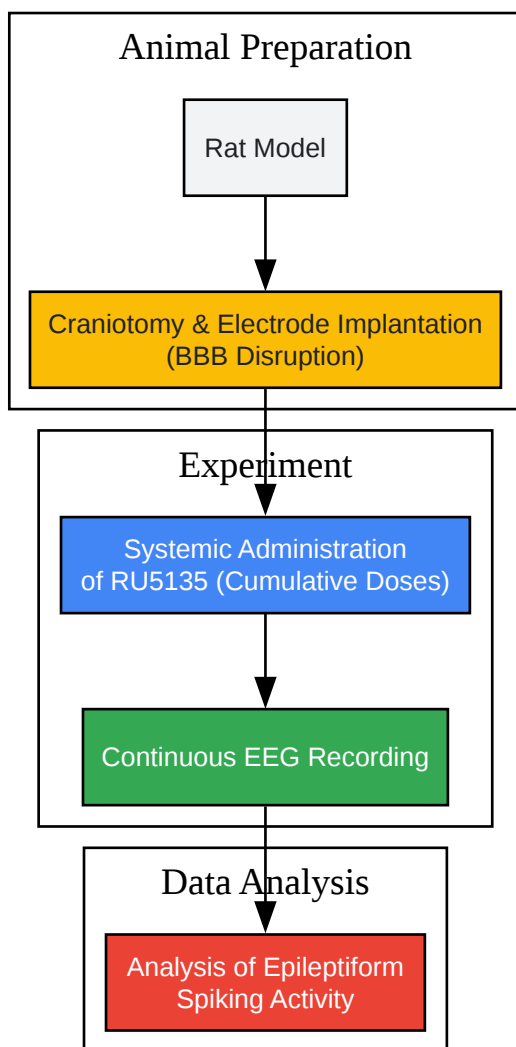 Animal Preparation
Rat Model
Craniotomy & Electrode Implantation
(BBB Disruption)
Experiment
Systemic Administration
of RU5135 (Cumulative Doses)
Continuous EEG Recording
Data Analysis
Analysis of Epileptiform
Spiking Activity